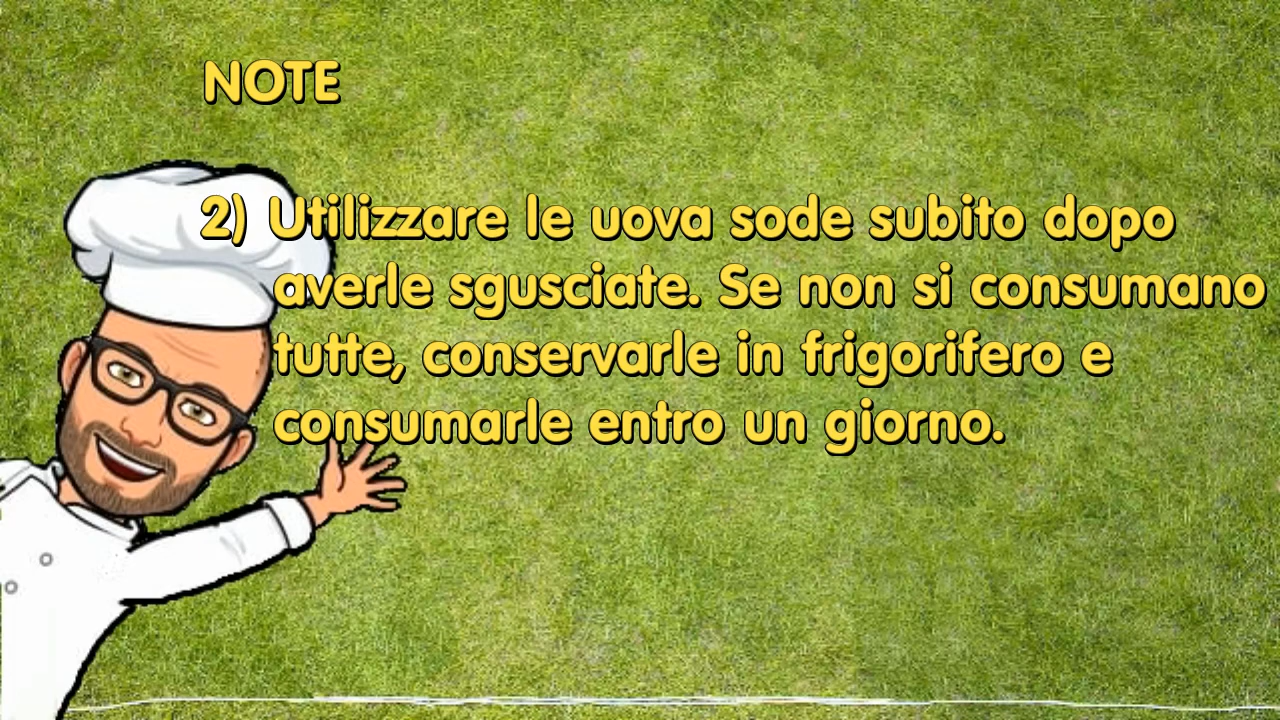 NOTE
2) Utilizzare le uova sode subito dopo
averle sgusciate. Se non si consumano
tutte, conservarle in frigorifero e
consumarle entro un giorno.